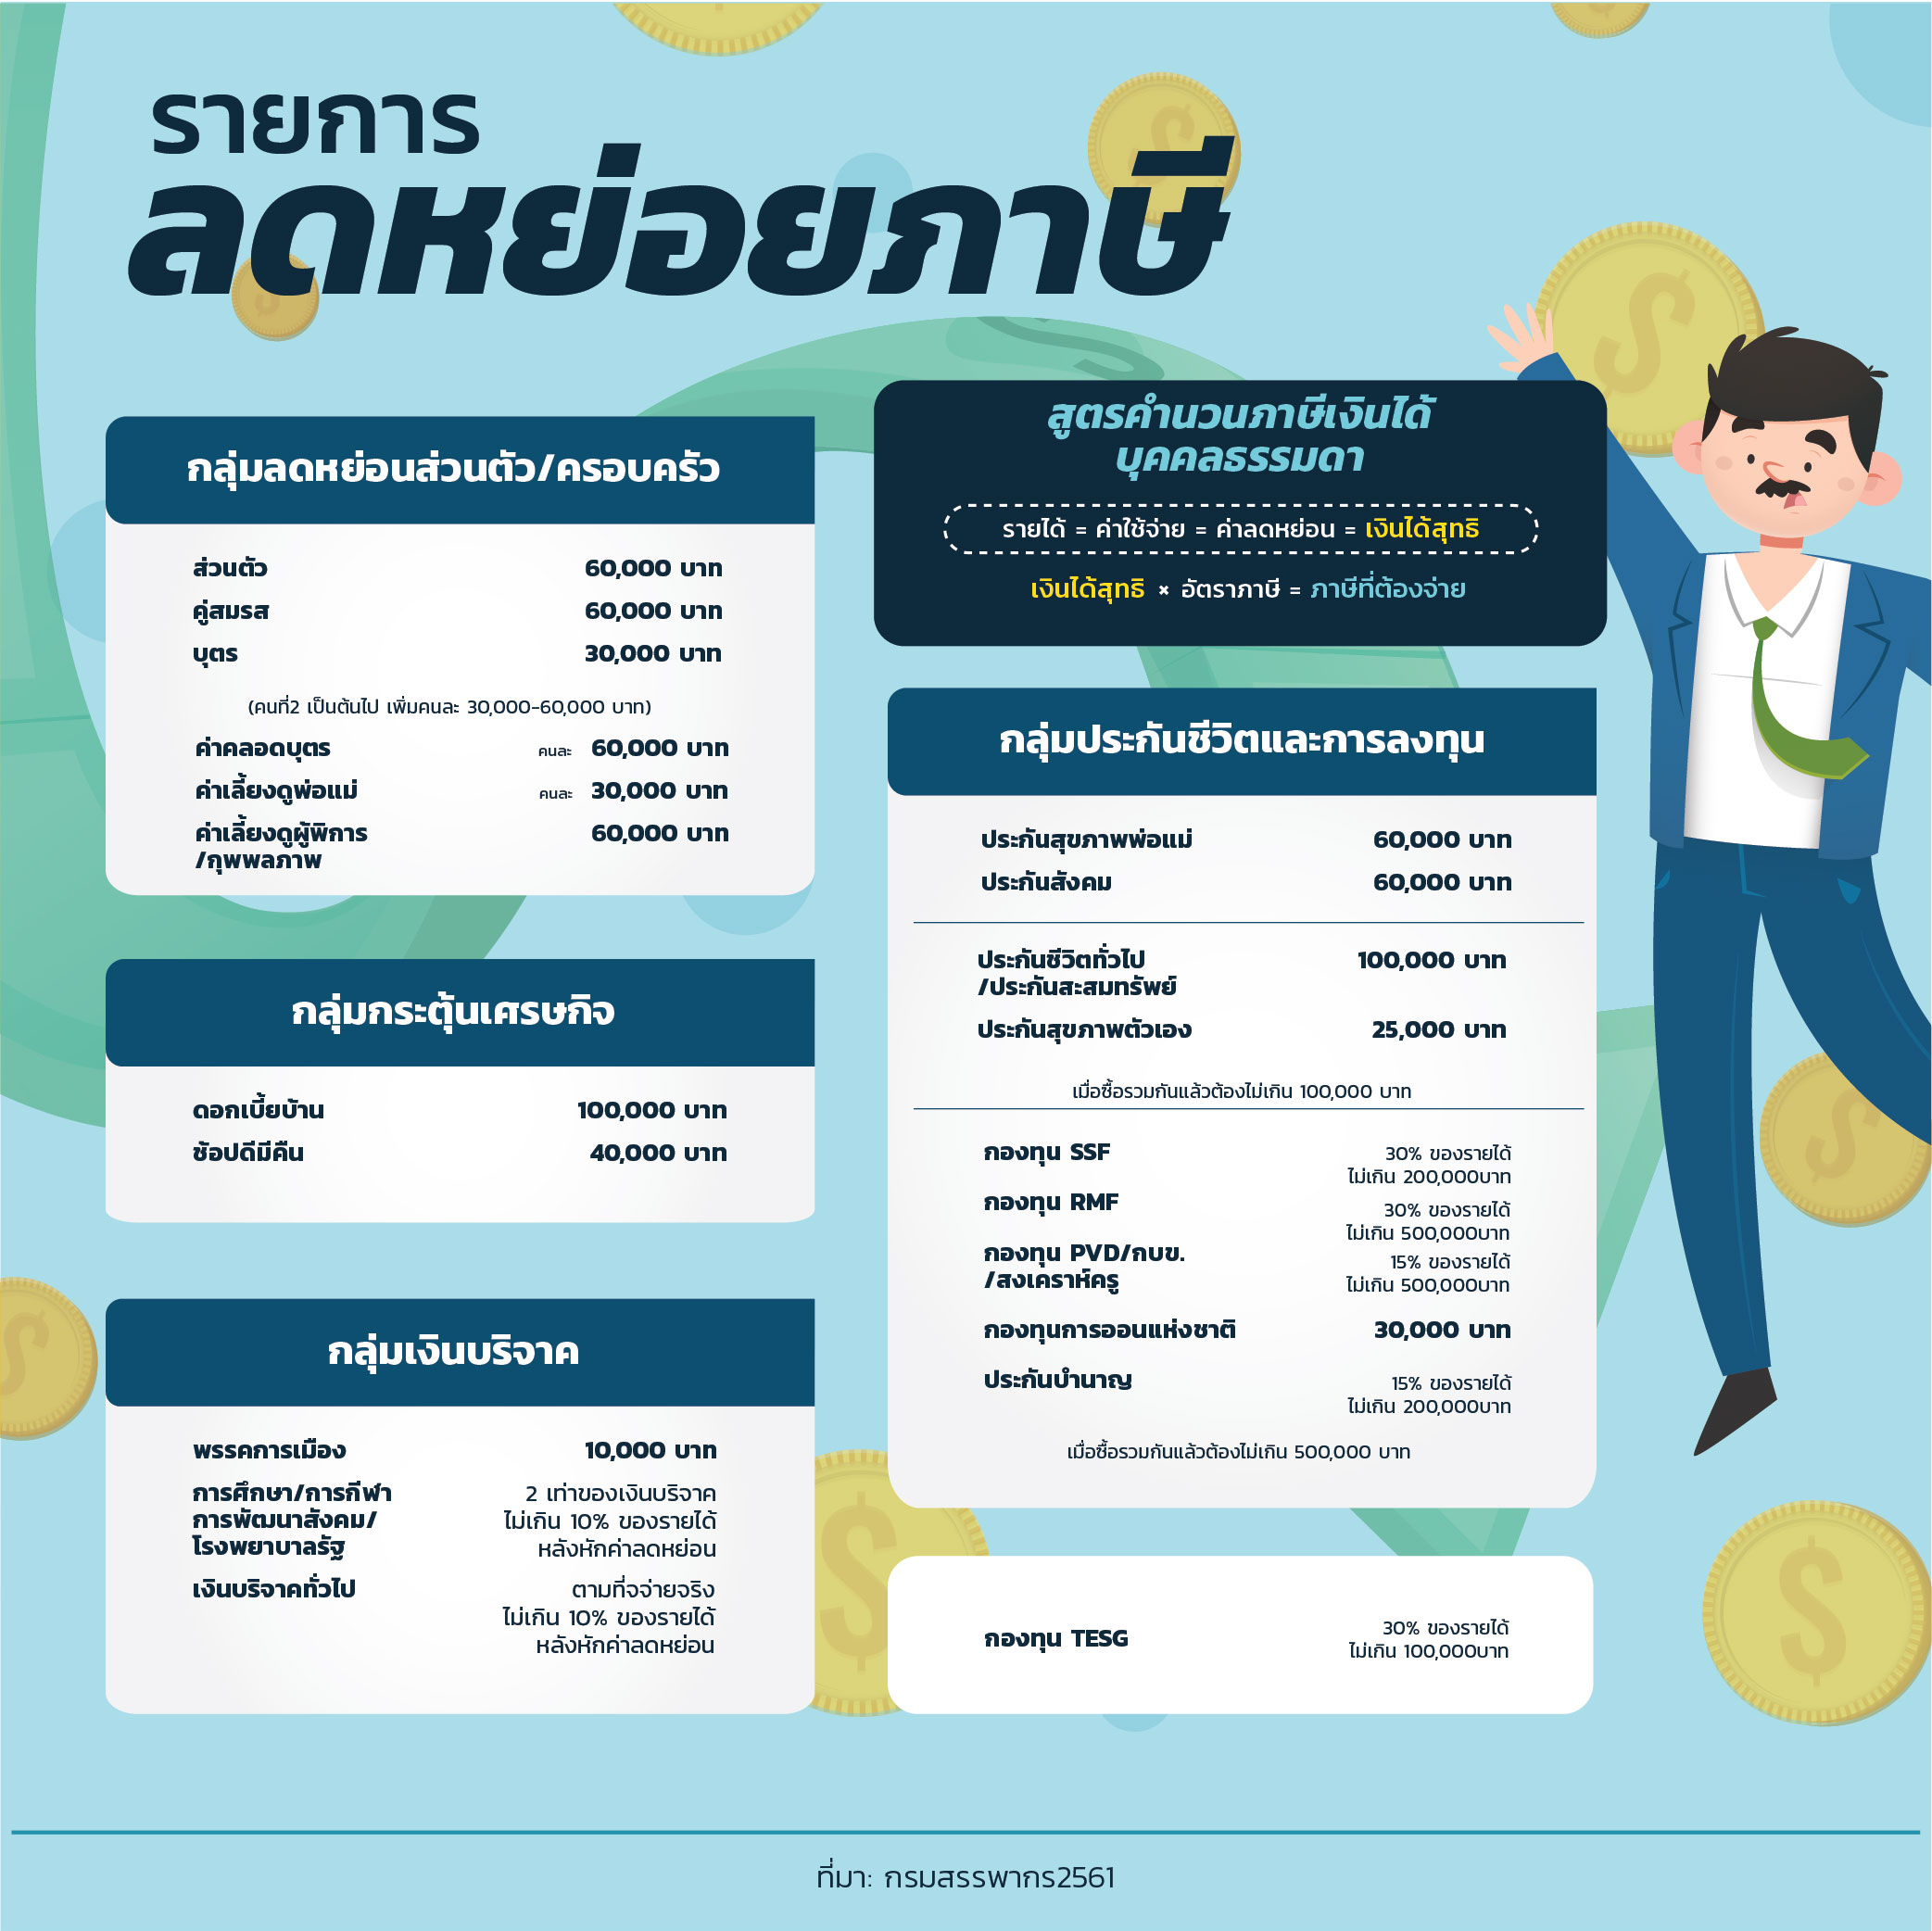 รายการ
ลดหย่อยภาษี
กลุ่มลดหย่อนส่วนตัว/ครอบครัว
ส่วนตัว 60,000 บาท
คู่สมรส 60,000 บาท
บุตร 30,000 บาท
(คนที่2 เป็นต้นไป เพิ่มคนละ 30,000-60,000 บาท)
ค่าคลอดบุตร คนละ 60,000 บาท
ค่าเลี้ยงดูพ่อแม่ คนละ 30,000 บาท
ค่าเลี้ยงดูผู้พิการ 60,000 บาท
/กุพพลภาพ
กลุ่มกระตุ้นเศรษกิจ
ดอกเบี้ยบ้าน 100,000 บาท
ช้อปดีมีคืน 40,000 บาท
กลุ่มเงินบริจาค
พรรคการเมือง 10,000 บาท
การศึกษา/การกีฬา 2 เท่าของเงินบริจาค
การพัฒนาสังคม/ ไม่เกิน 10% ของรายได้
โรงพยาบาลรัฐ หลังหักค่าลดหย่อน
เงินบริจาคทั่วไป ตามที่จจ่ายจริง
ไม่เกิน 10% ของรายได้
หลังหักค่าลดหย่อน
สูตรคำนวนภาษีเงินได้
บุคคลธรรมดา
รายได้ = ค่าใช้จ่าย = ค่าลดหย่อน = เงินได้สุทธิ
เงินได้สุทธิ × อัตราภาษี = ภาษีที่ต้องจ่าย
กลุ่มประกันชีวิตและการลงทุน
ประกันสุขภาพพ่อแม่ 60,000 บาท
ประกันสังคม 60,000 บาท
ประกันชีวิตทั่วไป 100,000 บาท
/ประกันสะสมทรัพย์
ประกันสุขภาพตัวเอง 25,000 บาท
เมื่อซื้อรวมกันแล้วต้องไม่เกิน 100,000 บาท
กองทุน SSF 30% ของรายได้
ไม่เกิน 200,000บาท
กองทุน RMF 30% ของรายได้
ไม่เกิน 500,000บาท
กองทุน PVD/กบข. 15% ของรายได้
/สงเคราห์ครู ไม่เกิน 500,000บาท
กองทุนการออนแห่งชาติ 30,000 บาท
ประกันบำนาญ 15% ของรายได้
ไม่เกิน 200,000บาท
เมื่อซื้อรวมกันแล้วต้องไม่เกิน 500,000 บาท
กองทุน TESG 30% ของรายได้
ไม่เกิน 100,000บาท
ที่มา: กรมสรรพากร2561